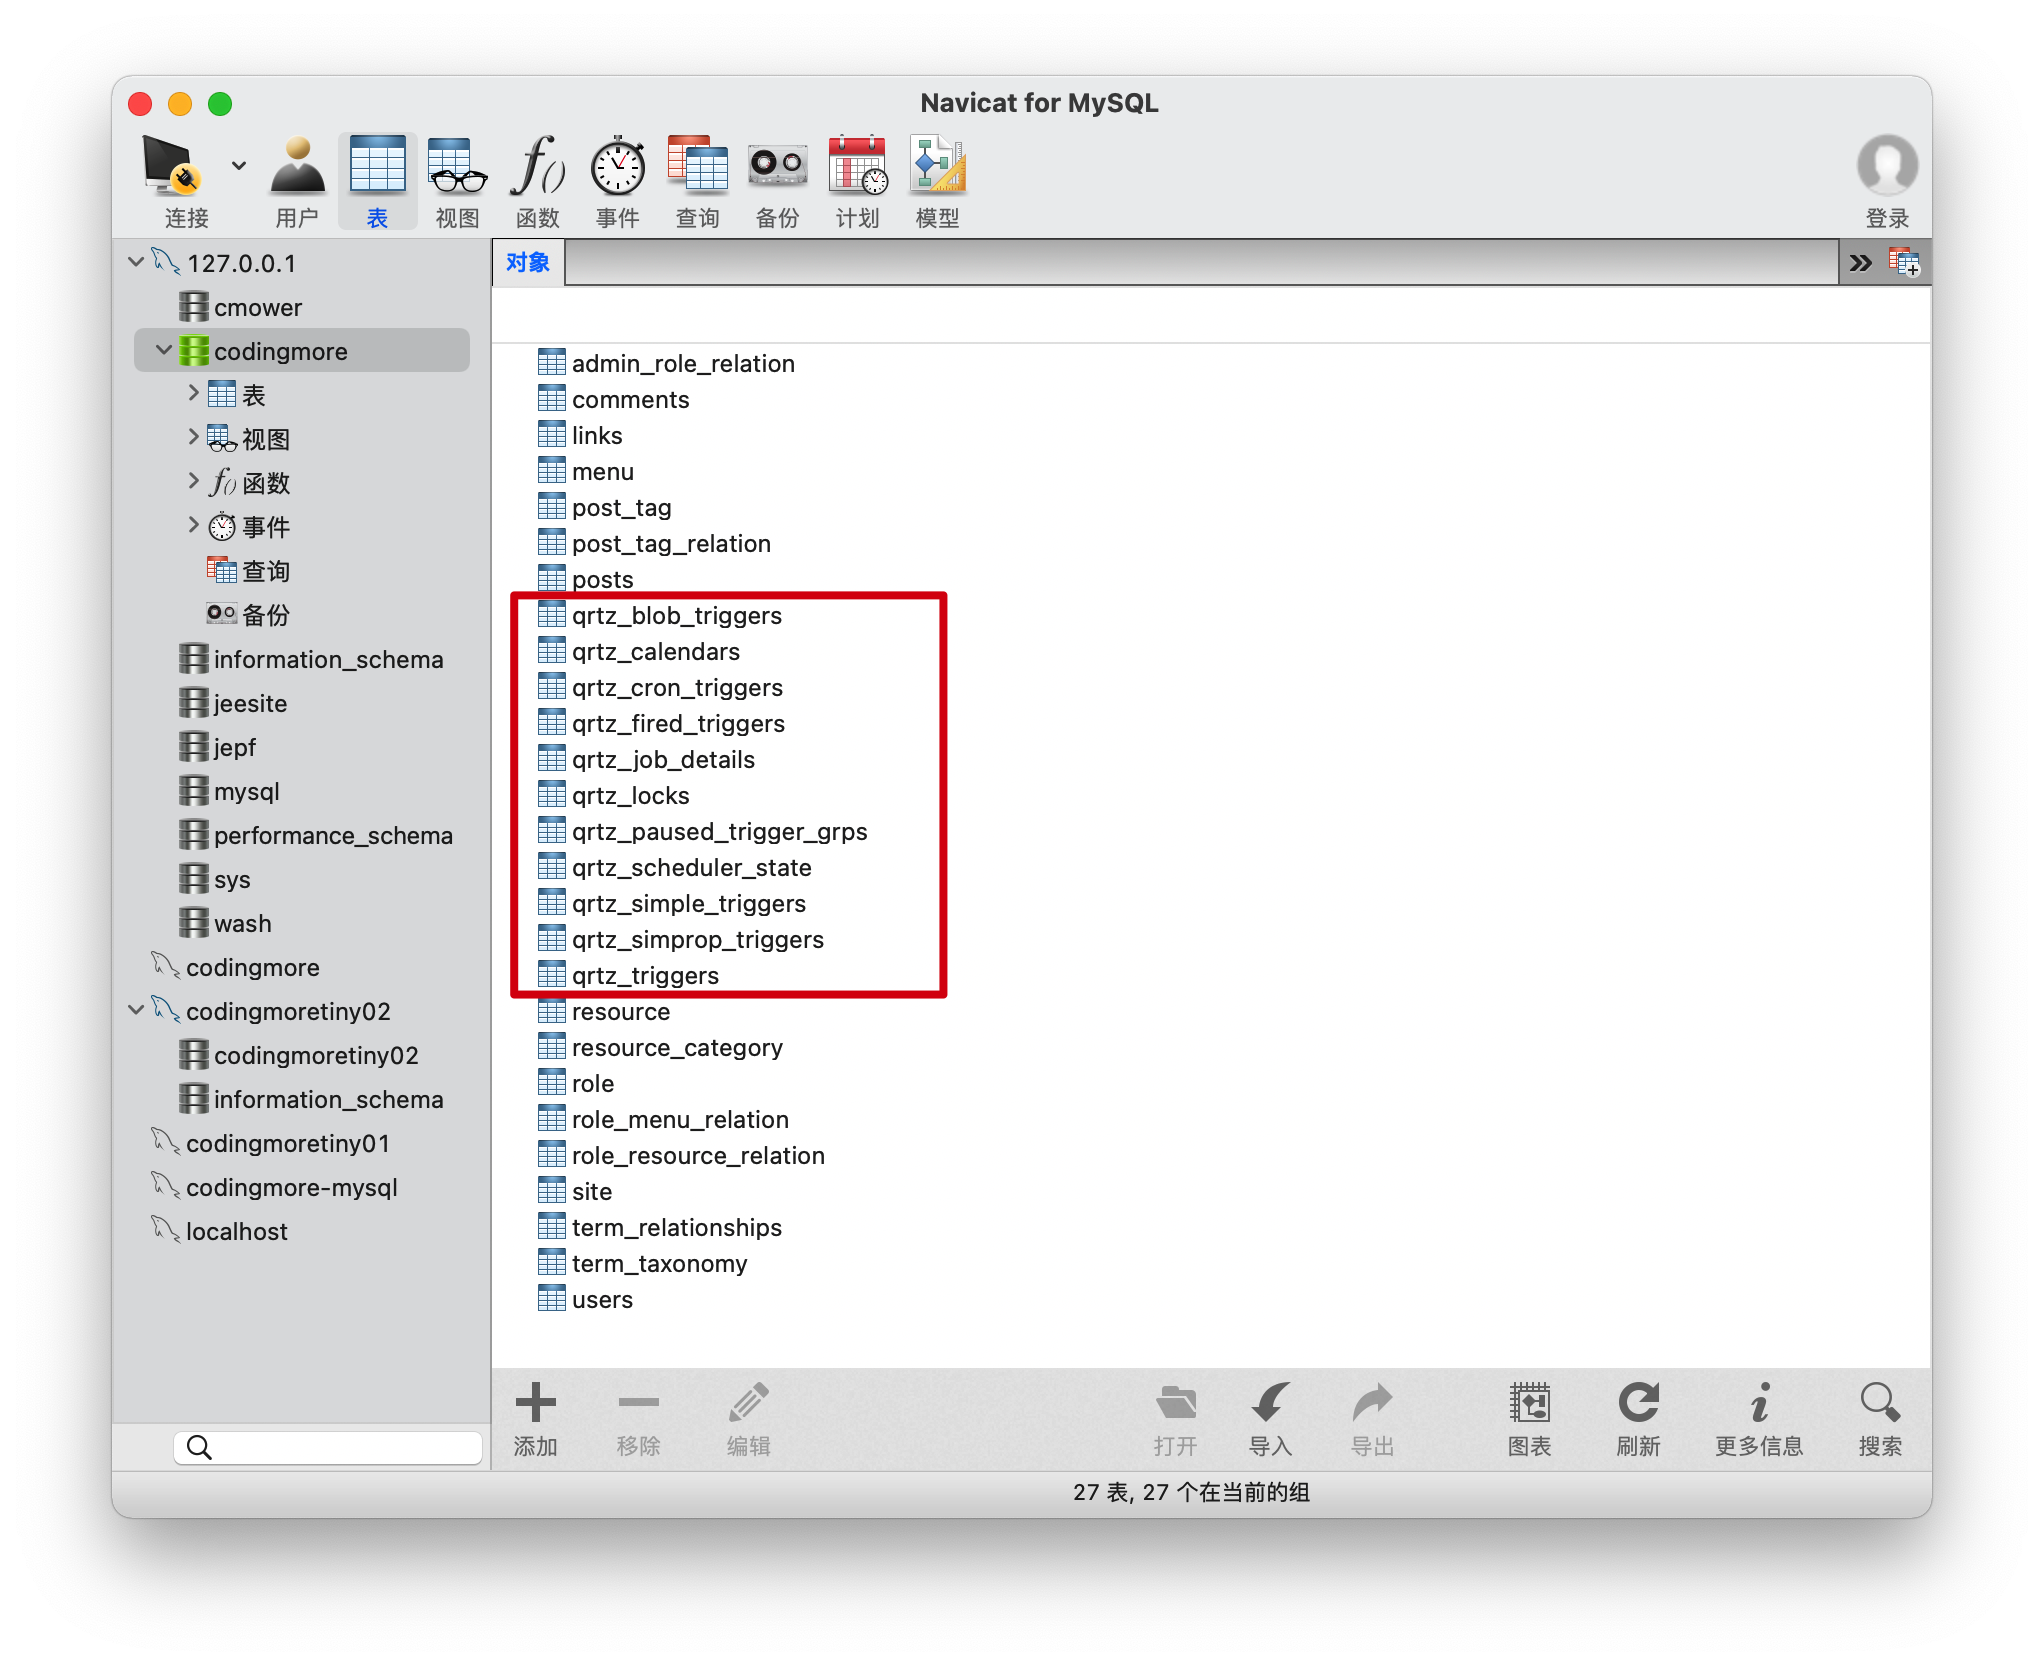 Navicat for MySQL
连接 用户 表 视图 函数 事件 查询 备份 计划 模型 登录
127.0.0.1
cmower
codingmore
表
视图
函数
事件
查询
备份
information_schema
jeesite
jepf
mysql
performance_schema
sys
wash
codingmore
codingmoretiny02
codingmoretiny02
information_schema
codingmoretiny01
codingmore-mysql
localhost
对象
admin_role_relation
comments
links
menu
post_tag
post_tag_relation
posts
qrtz_blob_triggers
qrtz_calendars
qrtz_cron_triggers
qrtz_fired_triggers
qrtz_job_details
qrtz_locks
qrtz_paused_trigger_grps
qrtz_scheduler_state
qrtz_simple_triggers
qrtz_simprop_triggers
qrtz_triggers
resource
resource_category
role
role_menu_relation
role_resource_relation
site
term_relationships
term_taxonomy
users
添加 移除 编辑 打开 导入 导出 图表 刷新 更多信息 搜索
27 表, 27 个在当前的组